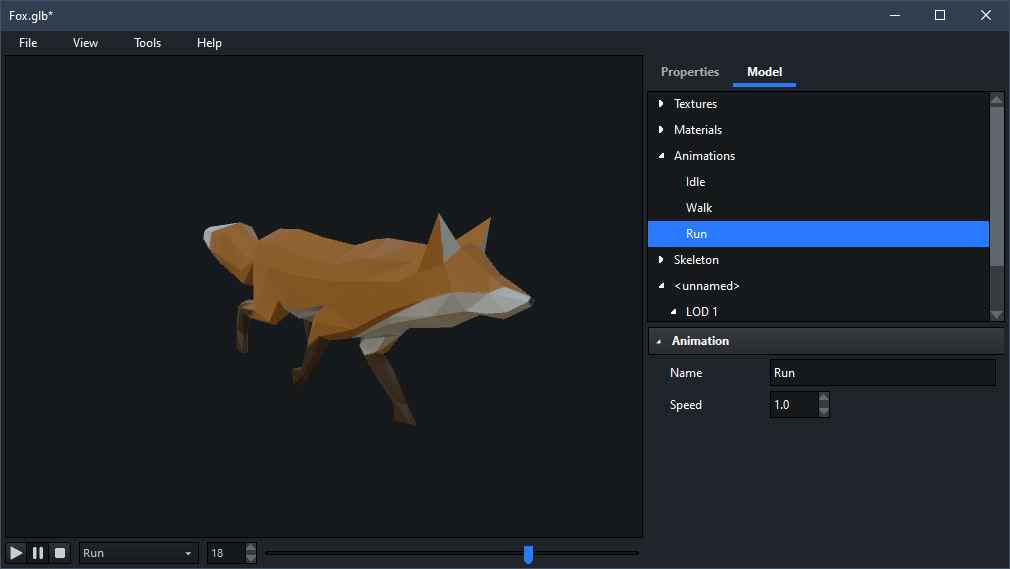 Fox.glb*
File View Tools Help
Properties Model
Textures
Materials
Animations
Idle
Walk
Run
Skeleton
<unnamed>
LOD 1
Animation
Name Run
Speed 1.0
Run 18